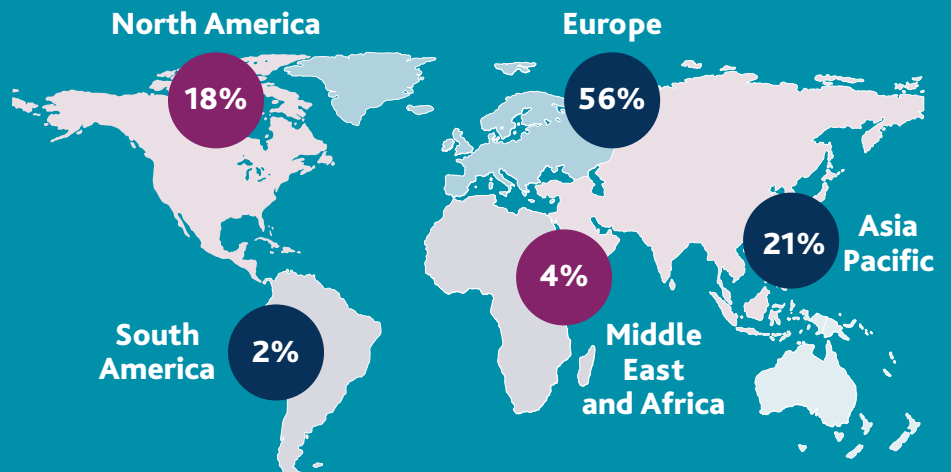 North America
18%
Europe
56%
Asia
Pacific
21%
Middle
East
and Africa
4%
South
America
2%